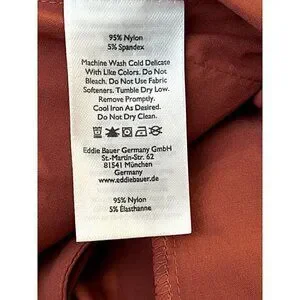 95% Nylon
5% Spandex
Machine Wash Cold Delicate
With Like Colors. Do Not
Bleach. Do Not Use Fabric
Softeners. Tumble Dry Low.
Remove Promptly.
Cool Iron As Desired.
Do Not Dry Clean.
Eddie Bauer Germany GmbH
St.-Martin-Str. 62
81541 München
Germany
www.eddiebauer.de
95% Nylon
5% Élasthanne